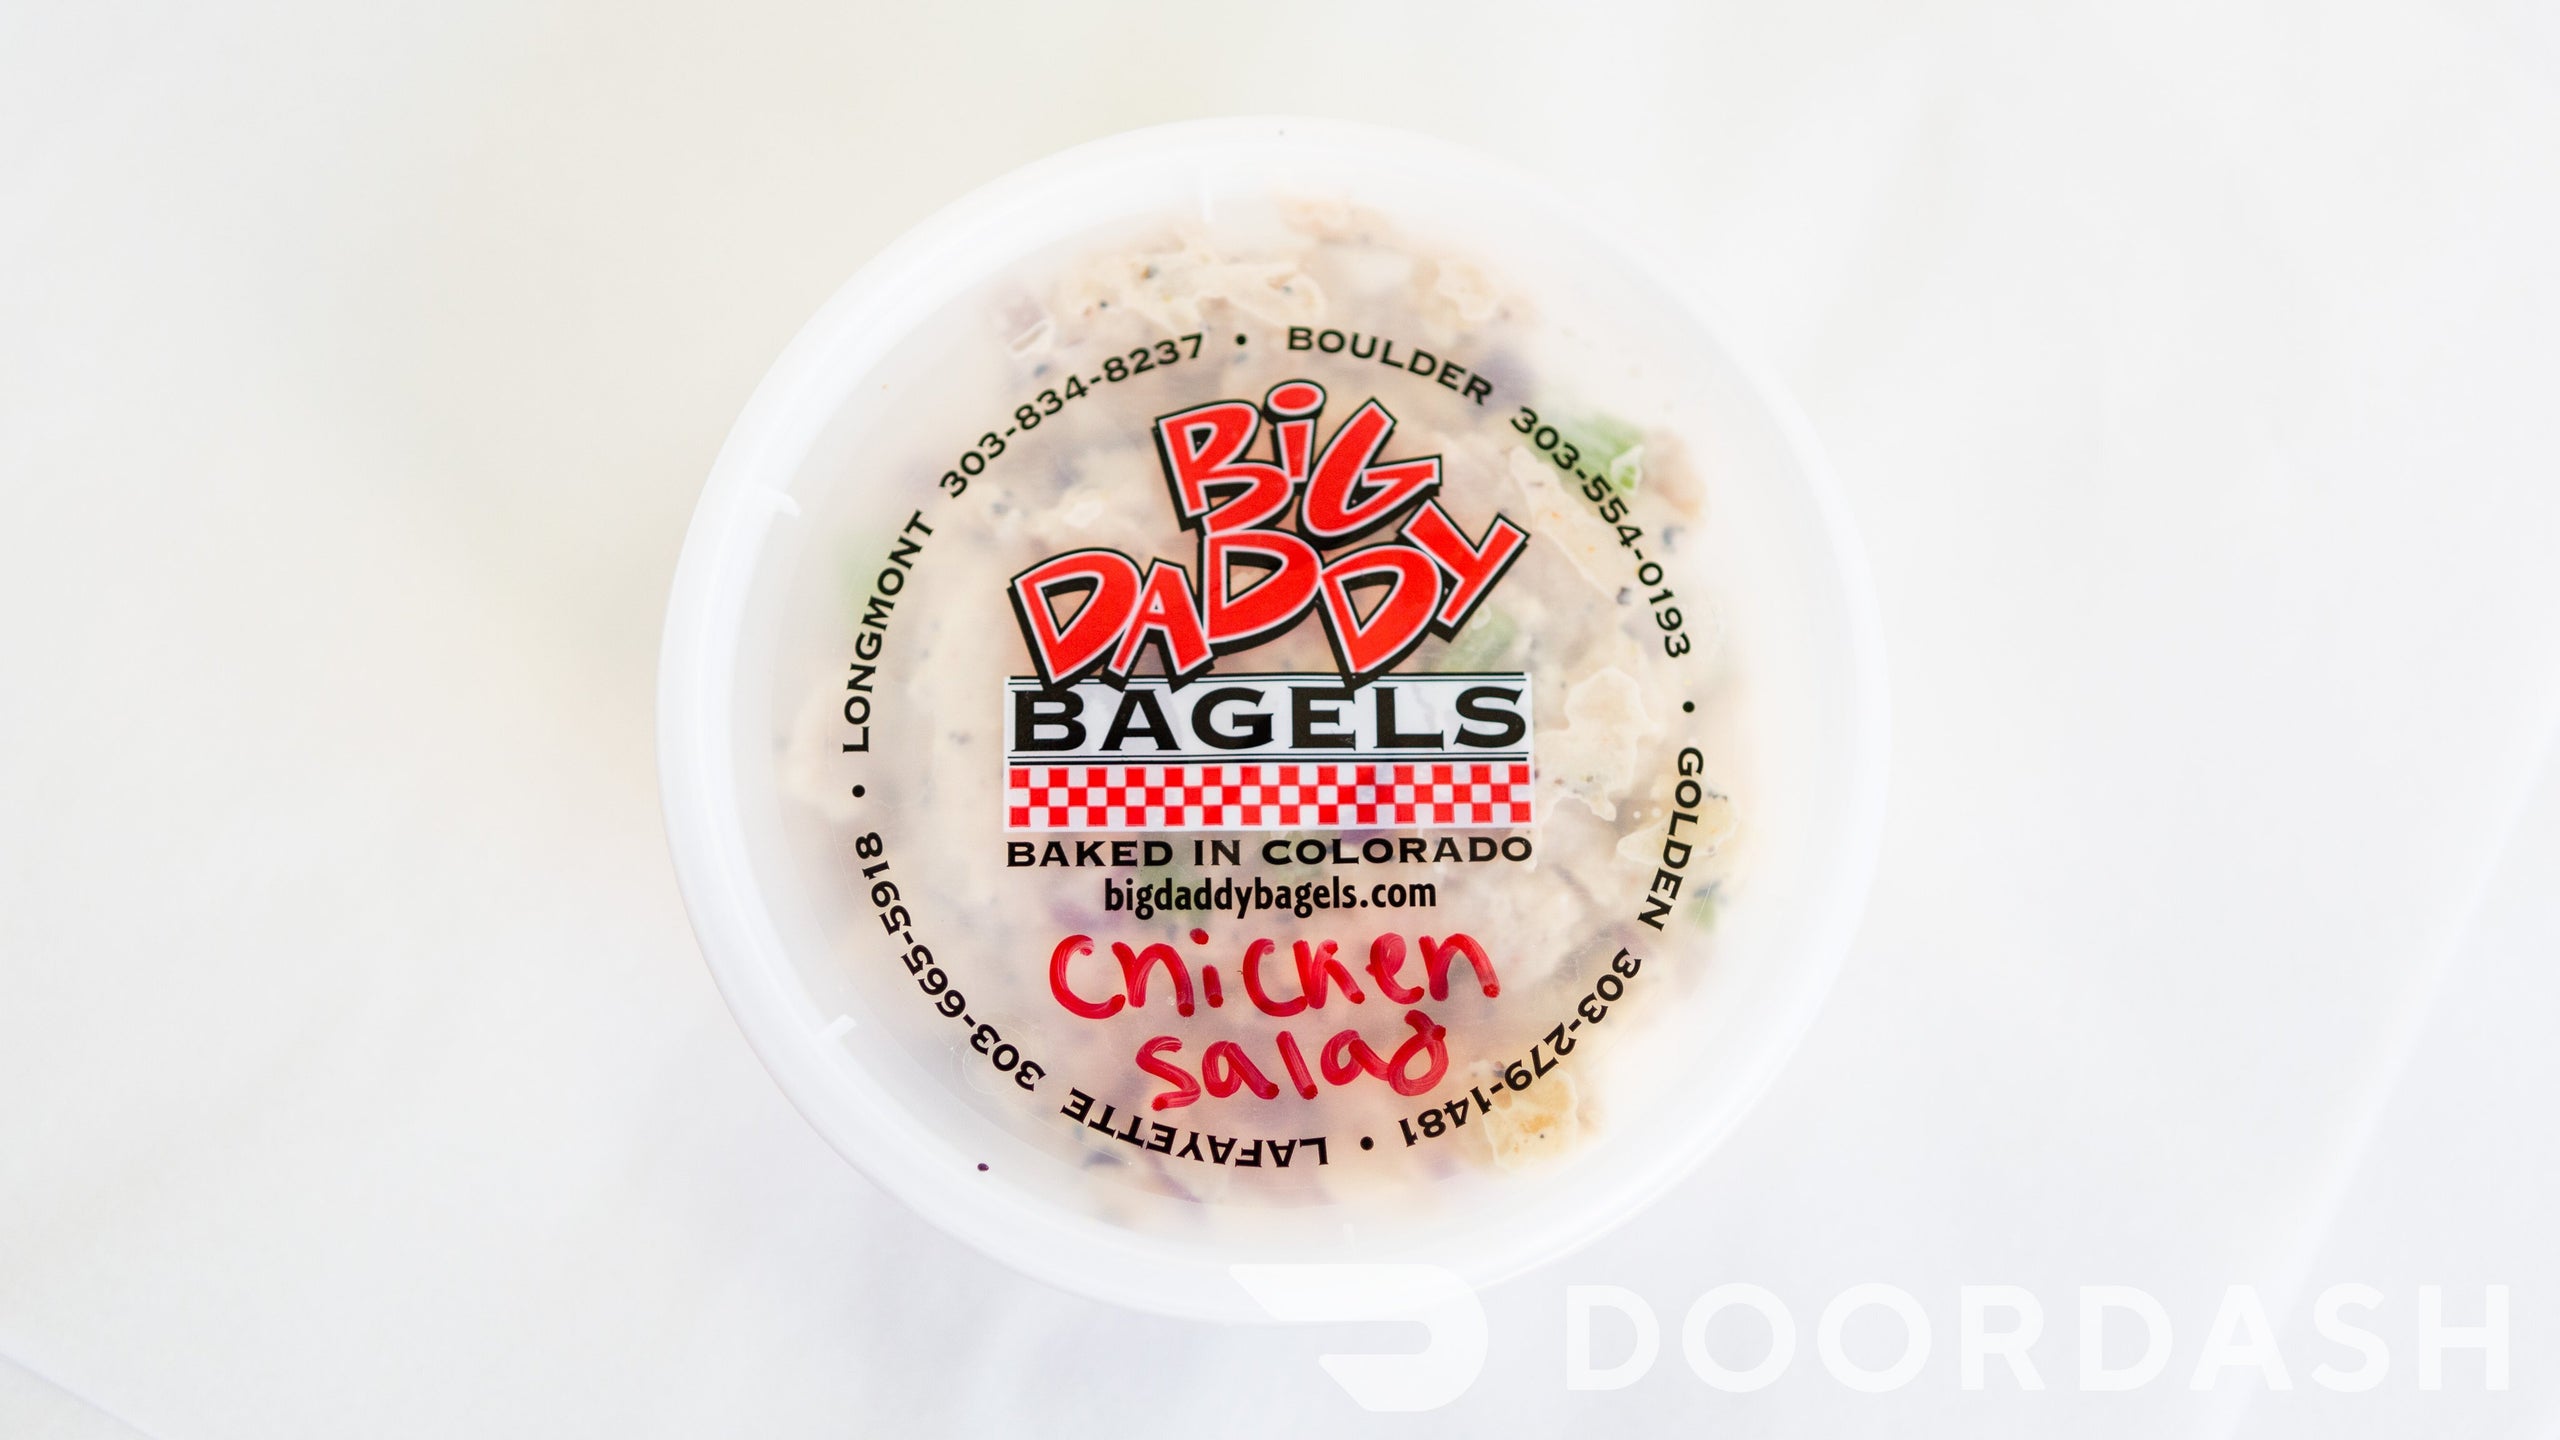 BiG
DADDY
BAGELS
BAKED IN COLORADO
bigdaddybagels.com
chicken
salad
LONGMONT 303-834-8237 • BOULDER 303-554-0193 • GOLDEN 303-279-1481 • LAFAYETTE 303-665-5918 •
DOORDASH